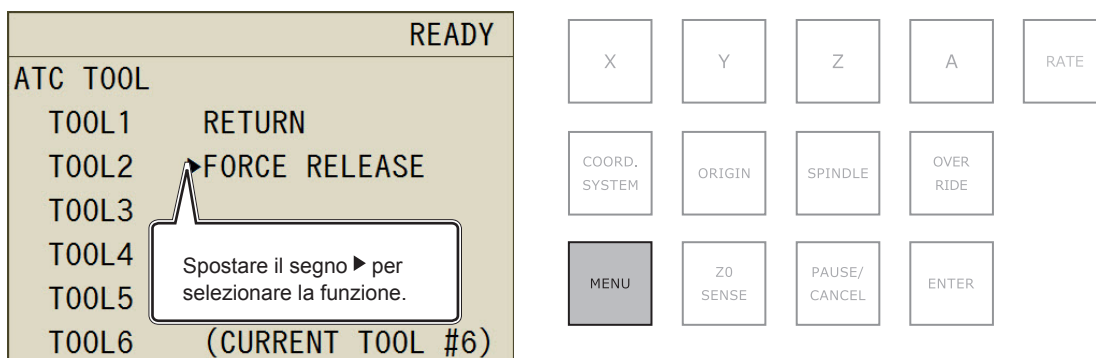 READY
ATC TOOL
TOOL1 RETURN
TOOL2 ▶FORCE RELEASE
TOOL3
TOOL4
TOOL5
TOOL6 (CURRENT TOOL #6)
Spostare il segno ▶ per
selezionare la funzione.
X Y Z A RATE
COORD.
SYSTEM
ORIGIN
SPINDLE
OVER
RIDE
MENU
Z0
SENSE
PAUSE/
CANCEL
ENTER